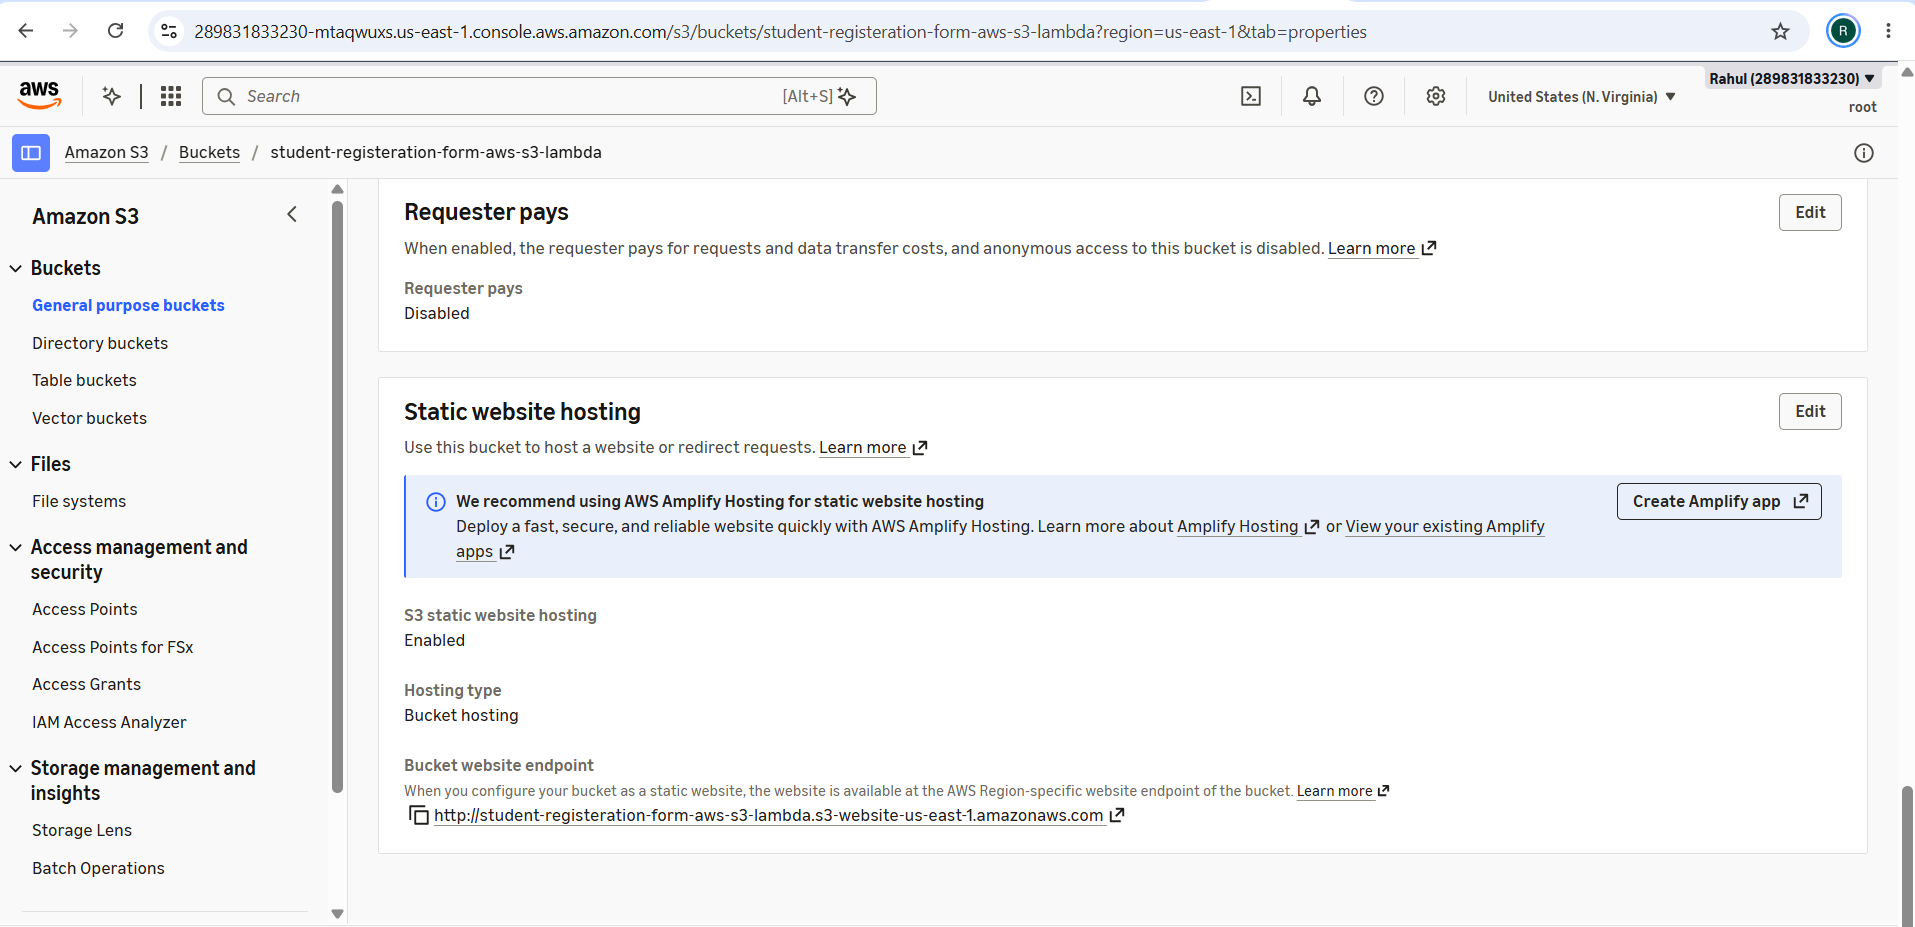 289831833230-mtaqwuxs.us-east-1.console.aws.amazon.com/s3/buckets/student-registeration-form-aws-s3-lambda?region=us-east-1&tab=properties
R
aws
Search
[Alt+S]
United States (N. Virginia)
Rahul (289831833230)
root
Amazon S3 / Buckets / student-registeration-form-aws-s3-lambda
Amazon S3
Buckets
General purpose buckets
Directory buckets
Table buckets
Vector buckets
Files
File systems
Access management and
security
Access Points
Access Points for FSx
Access Grants
IAM Access Analyzer
Storage management and
insights
Storage Lens
Batch Operations
Requester pays
Edit
When enabled, the requester pays for requests and data transfer costs, and anonymous access to this bucket is disabled. Learn more
Requester pays
Disabled
Static website hosting
Edit
Use this bucket to host a website or redirect requests. Learn more
We recommend using AWS Amplify Hosting for static website hosting
Deploy a fast, secure, and reliable website quickly with AWS Amplify Hosting. Learn more about Amplify Hosting or View your existing Amplify
apps
Create Amplify app
S3 static website hosting
Enabled
Hosting type
Bucket hosting
Bucket website endpoint
When you configure your bucket as a static website, the website is available at the AWS Region-specific website endpoint of the bucket. Learn more
http://student-registeration-form-aws-s3-lambda.s3-website-us-east-1.amazonaws.com